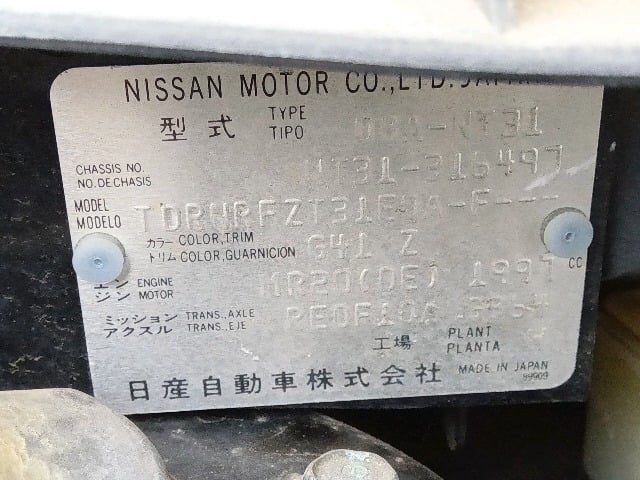 NISSAN MOTOR CO.,LTD.JAPAN
型式 TYPE TIPO DBA-NT31
CHASSIS NO. NO.DE.CHASIS NT31-316497
MODEL MODELO
カラー COLOR,TRIM トリム COLOR,GUARNICION G41 Z
エンジン ENGINE MOTOR MR20(DE) 1997 CC
ミッション TRANS.,AXLE アクスル TRANS.,EJE
工場 PLANT PLANTA
日産自動車株式会社 MADE IN JAPAN
99909